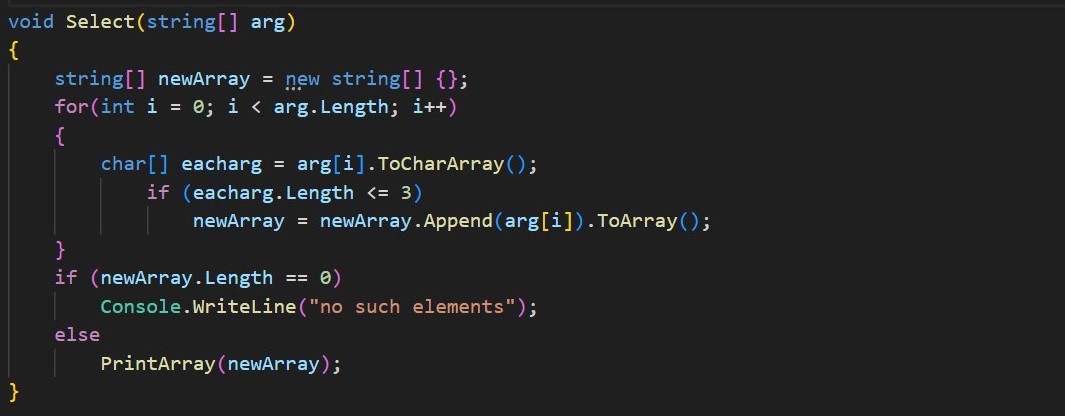 void Select(string[] arg)
{
    string[] newArray = new string[] {};
    for(int i = 0; i < arg.Length; i++)
    {
        char[] eacharg = arg[i].ToCharArray();
            if (eacharg.Length <= 3)
                newArray = newArray.Append(arg[i]).ToArray();
    }
    if (newArray.Length == 0)
        Console.WriteLine("no such elements");
    else
        PrintArray(newArray);
}